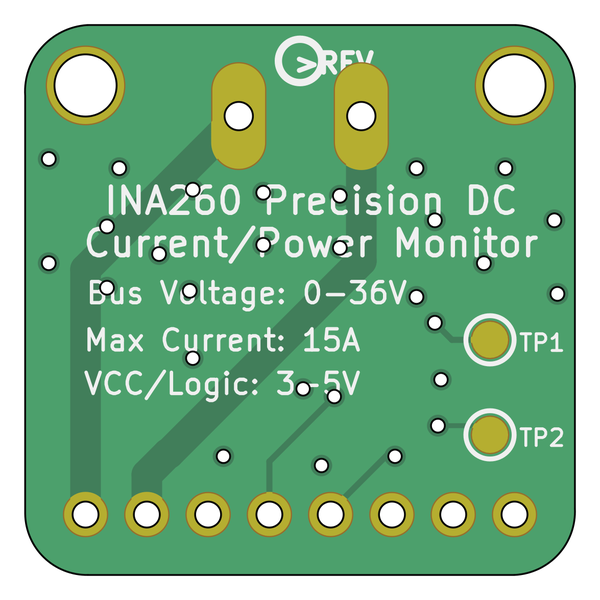 >REV
INA260 Precision DC
Current/Power Monitor
Bus Voltage: 0-36V
Max Current: 15A
VCC/Logic: 3-5V
TP1
TP2